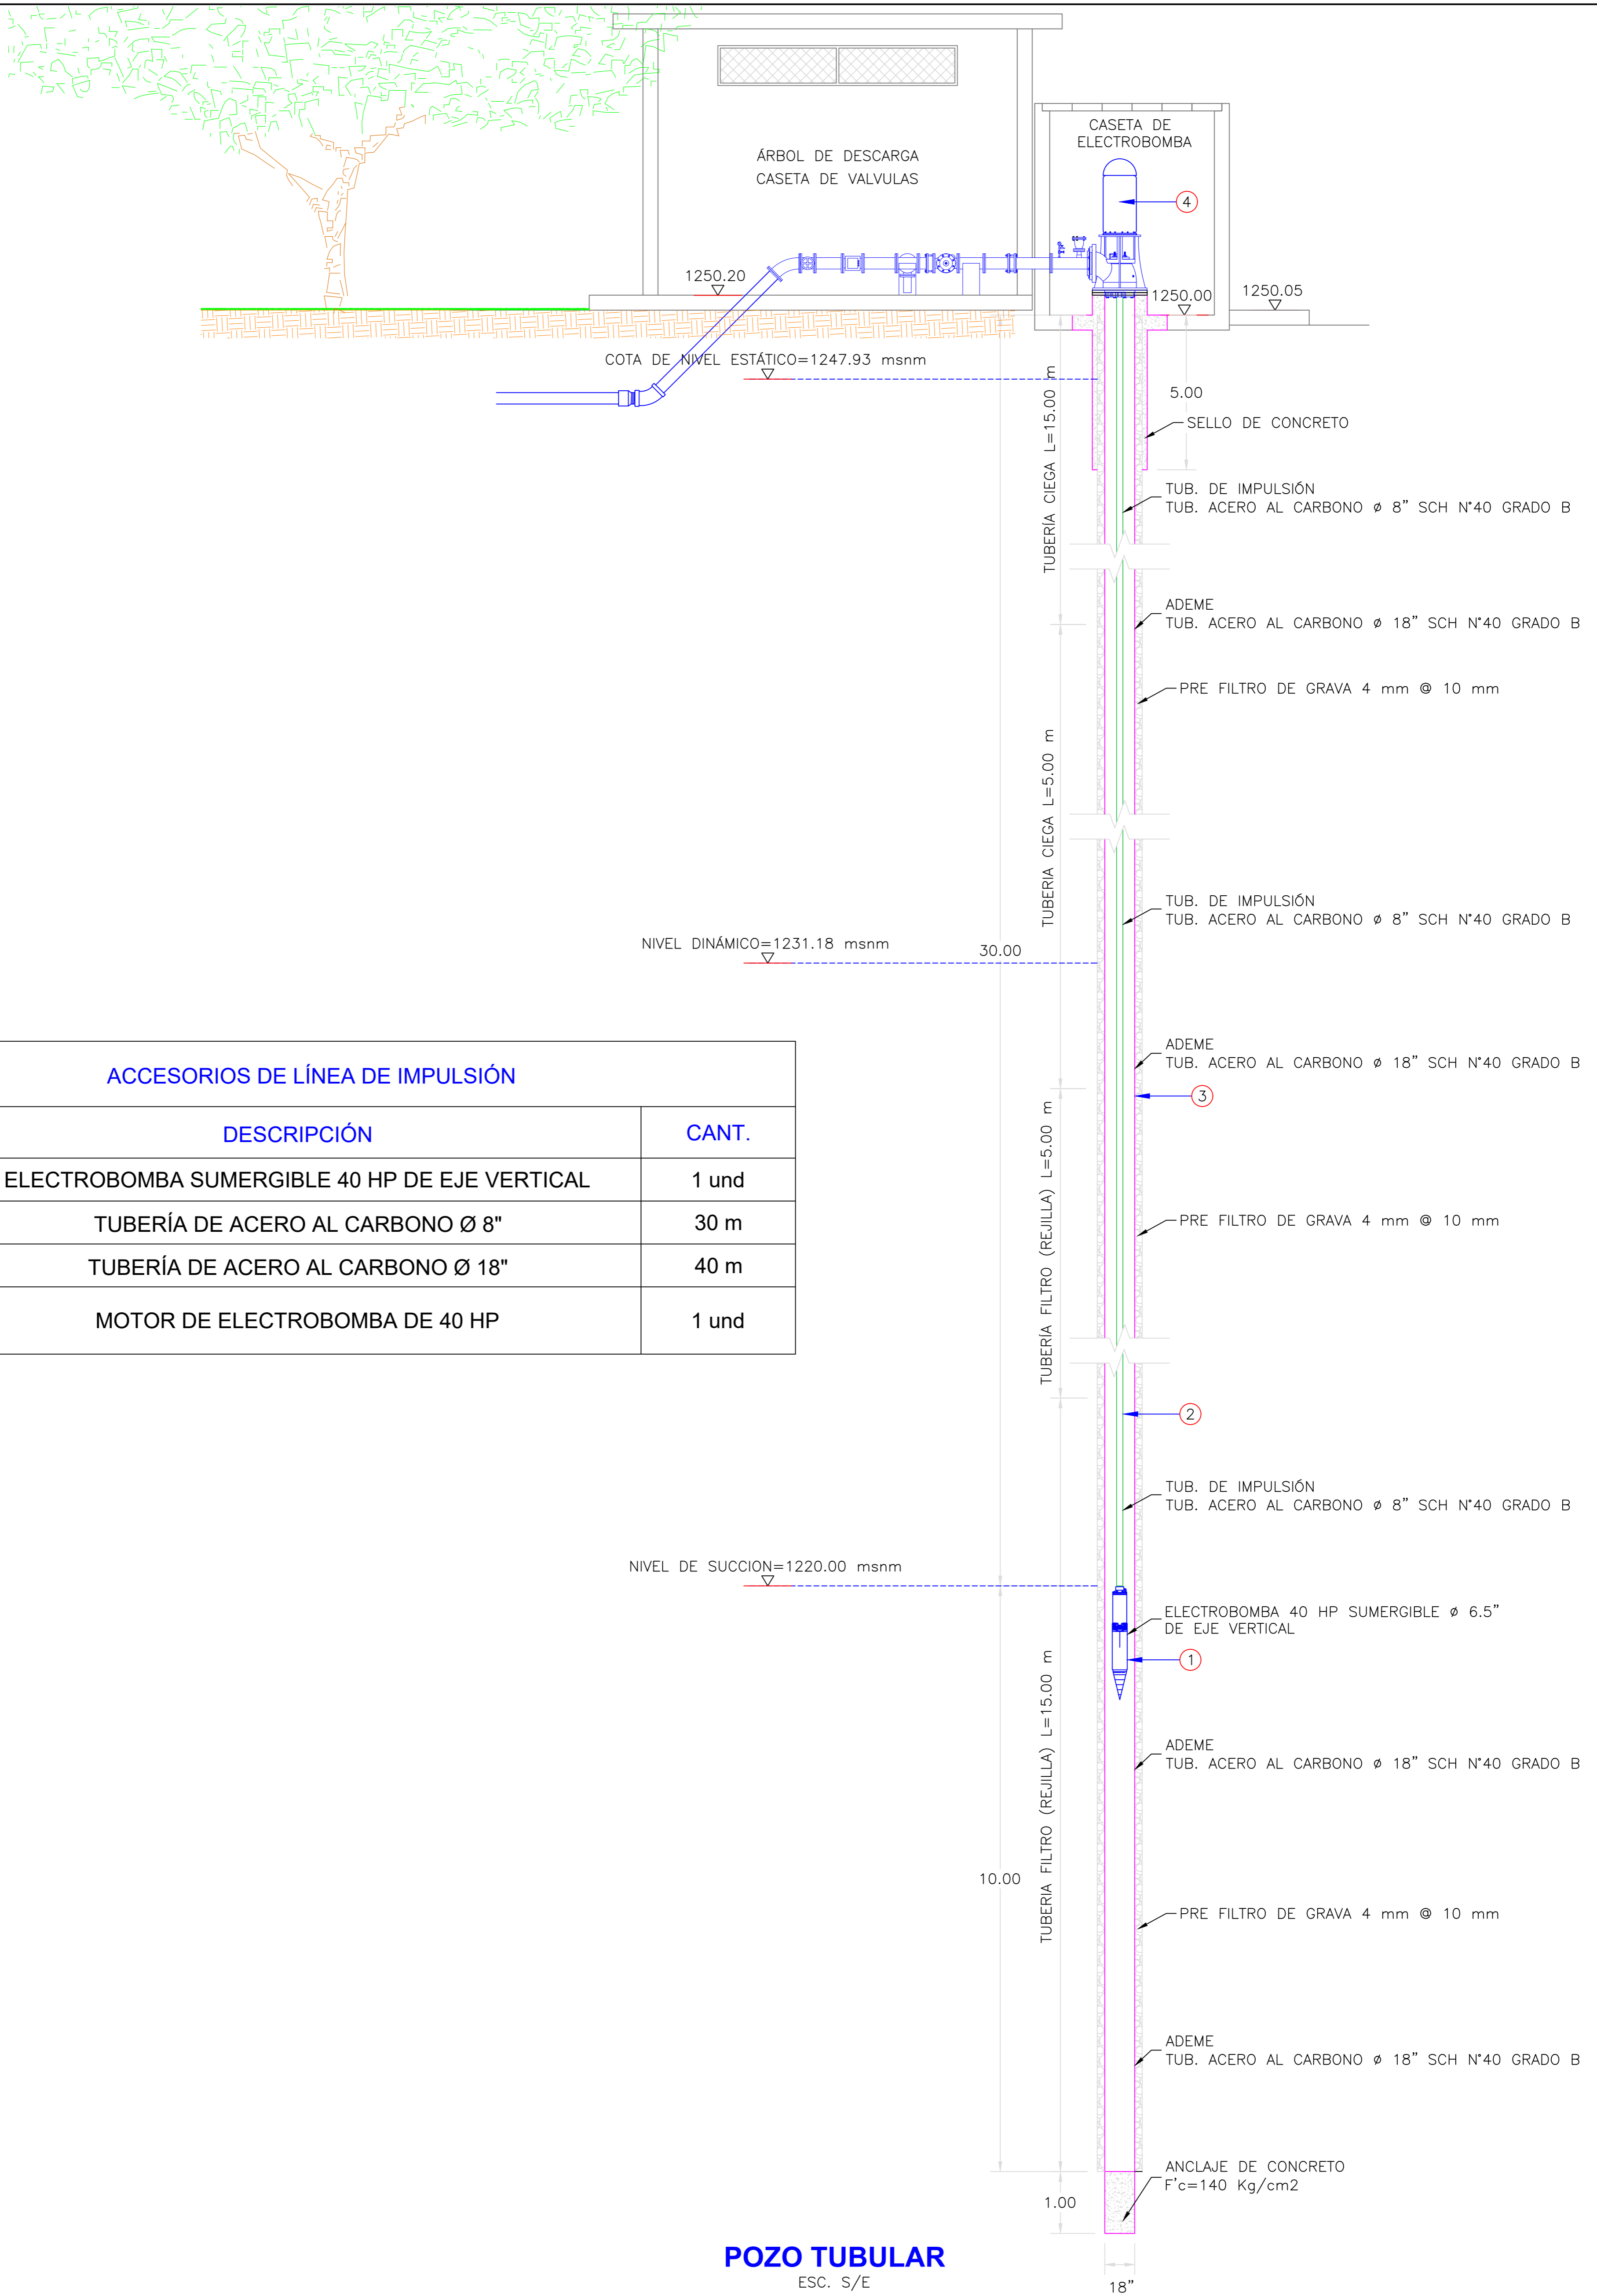 CASETA DE
ELECTROBOMBA
ÁRBOL DE DESCARGA
CASETA DE VALVULAS
4
1250.20
1250.00
1250.05
COTA DE NIVEL ESTÁTICO=1247.93 msnm
TUBERÍA CIEGA L=15.00 m
5.00
SELLO DE CONCRETO
TUB. DE IMPULSIÓN
TUB. ACERO AL CARBONO ø 8” SCH N°40 GRADO B
ADEME
TUB. ACERO AL CARBONO ø 18” SCH N°40 GRADO B
PRE FILTRO DE GRAVA 4 mm @ 10 mm
TUBERIA CIEGA L=5.00 m
TUB. DE IMPULSIÓN
TUB. ACERO AL CARBONO ø 8” SCH N°40 GRADO B
NIVEL DINÁMICO=1231.18 msnm
30.00
ADEME
TUB. ACERO AL CARBONO ø 18” SCH N°40 GRADO B
3
ACCESORIOS DE LÍNEA DE IMPULSIÓN
DESCRIPCIÓN CANT.
ELECTROBOMBA SUMERGIBLE 40 HP DE EJE VERTICAL 1 und
TUBERÍA DE ACERO AL CARBONO Ø 8" 30 m
TUBERÍA DE ACERO AL CARBONO Ø 18" 40 m
MOTOR DE ELECTROBOMBA DE 40 HP 1 und
TUBERÍA FILTRO (REJILLA) L=5.00 m
PRE FILTRO DE GRAVA 4 mm @ 10 mm
2
TUB. DE IMPULSIÓN
TUB. ACERO AL CARBONO ø 8” SCH N°40 GRADO B
NIVEL DE SUCCION=1220.00 msnm
ELECTROBOMBA 40 HP SUMERGIBLE ø 6.5”
DE EJE VERTICAL
1
TUBERIA FILTRO (REJILLA) L=15.00 m
ADEME
TUB. ACERO AL CARBONO ø 18” SCH N°40 GRADO B
10.00
PRE FILTRO DE GRAVA 4 mm @ 10 mm
ADEME
TUB. ACERO AL CARBONO ø 18” SCH N°40 GRADO B
ANCLAJE DE CONCRETO
F'c=140 Kg/cm2
1.00
POZO TUBULAR
ESC. S/E
18”